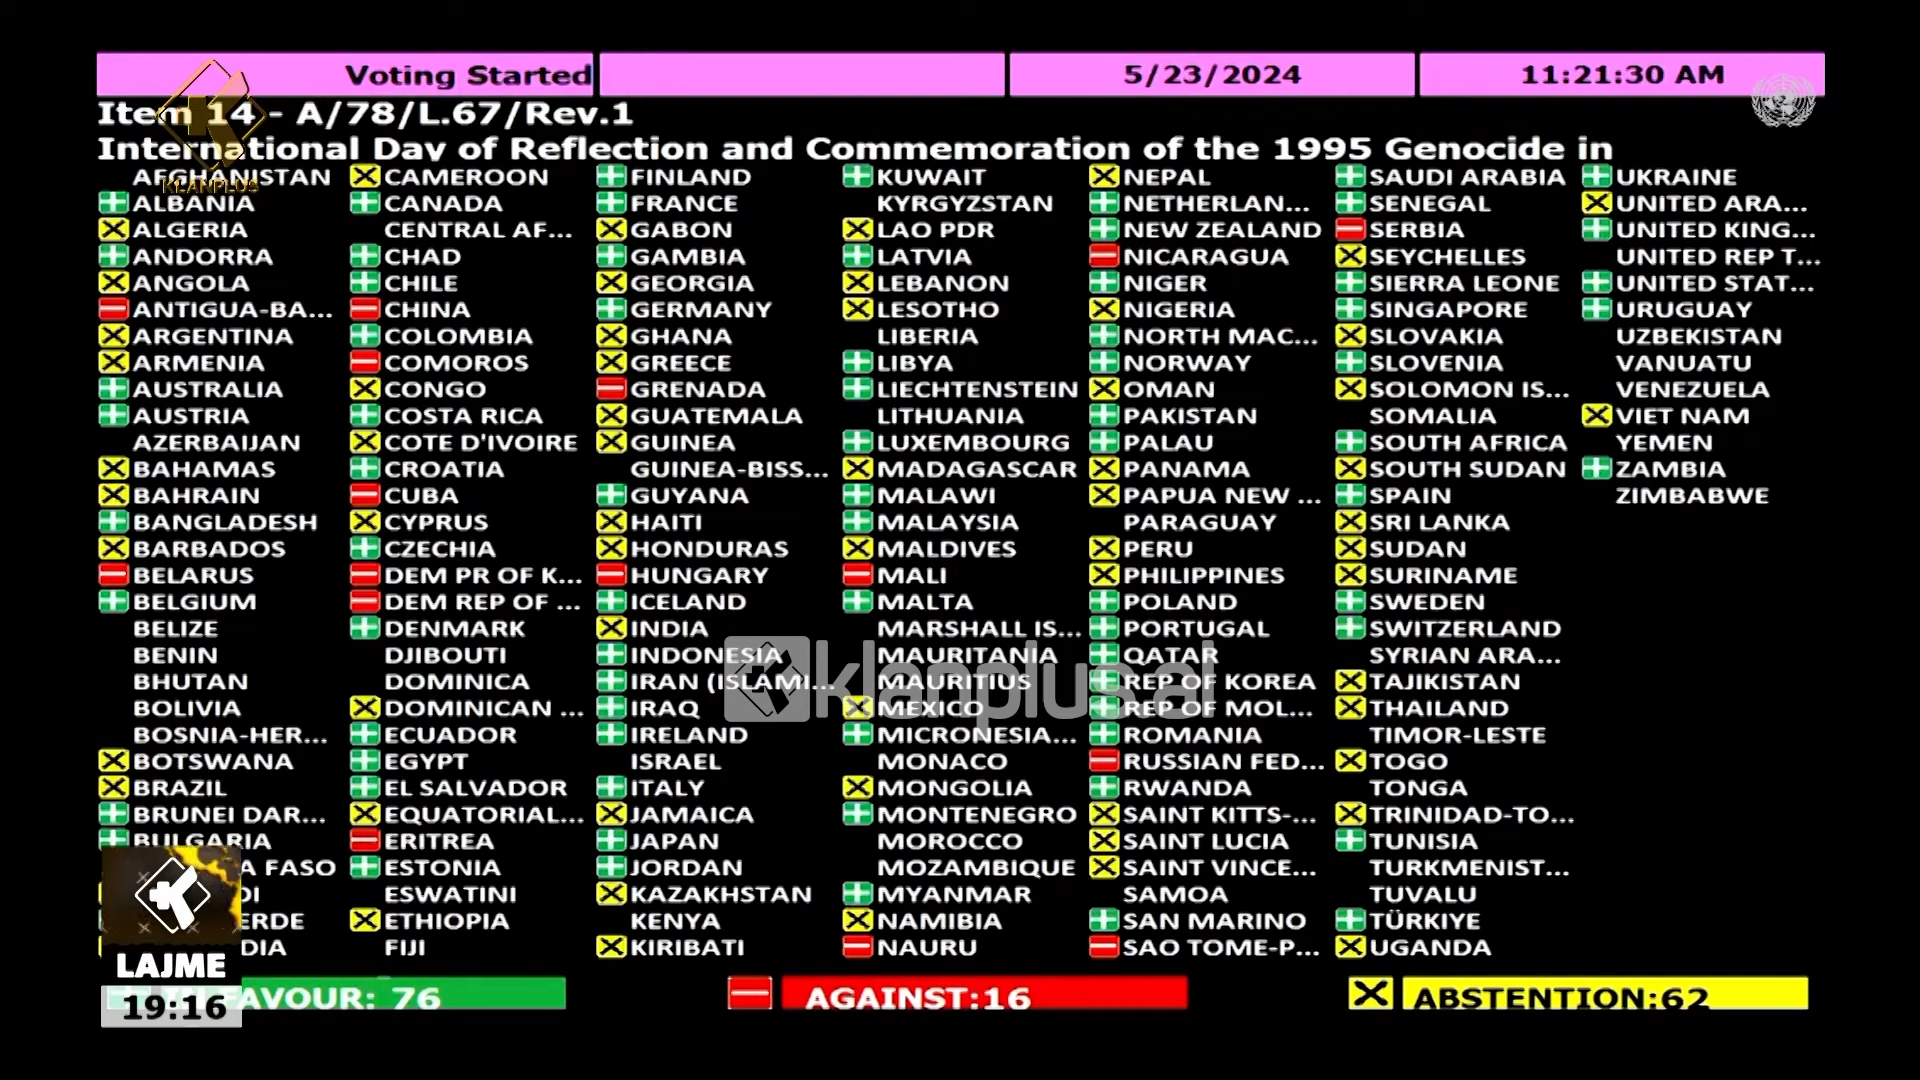 Voting Started
5/23/2024
11:21:30 AM
Item 14 - A/78/L.67/Rev.1
International Day of Reflection and Commemoration of the 1995 Genocide in
KLANPLUS
AFGHANISTAN
ALBANIA
ALGERIA
ANDORRA
ANGOLA
ANTIGUA-BA...
ARGENTINA
ARMENIA
AUSTRALIA
AUSTRIA
AZERBAIJAN
BAHAMAS
BAHRAIN
BANGLADESH
BARBADOS
BELARUS
BELGIUM
BELIZE
BENIN
BHUTAN
BOLIVIA
BOSNIA-HER...
BOTSWANA
BRAZIL
BRUNEI DAR...
BULGARIA
FASO
CAMEROON
CANADA
CENTRAL AF...
CHAD
CHILE
CHINA
COLOMBIA
COMOROS
CONGO
COSTA RICA
COTE D'IVOIRE
CROATIA
CUBA
CYPRUS
CZECHIA
DEM PR OF K...
DEM REP OF ...
DENMARK
DJIBOUTI
DOMINICA
DOMINICAN ...
ECUADOR
EGYPT
EL SALVADOR
EQUATORIAL...
ERITREA
ESTONIA
ESWATINI
ETHIOPIA
FIJI
FINLAND
FRANCE
GABON
GAMBIA
GEORGIA
GERMANY
GHANA
GREECE
GRENADA
GUATEMALA
GUINEA
GUINEA-BISS...
GUYANA
HAITI
HONDURAS
HUNGARY
ICELAND
INDIA
INDONESIA
IRAN (ISLAMI...
IRAQ
IRELAND
ISRAEL
ITALY
JAMAICA
JAPAN
JORDAN
KAZAKHSTAN
KENYA
KIRIBATI
KUWAIT
KYRGYZSTAN
LAO PDR
LATVIA
LEBANON
LESOTHO
LIBERIA
LIBYA
LIECHTENSTEIN
LITHUANIA
LUXEMBOURG
MADAGASCAR
MALAWI
MALAYSIA
MALDIVES
MALI
MALTA
MARSHALL IS...
MAURITANIA
MAURITIUS
MEXICO
MICRONESIA...
MONACO
MONGOLIA
MONTENEGRO
MOROCCO
MOZAMBIQUE
MYANMAR
NAMIBIA
NAURU
NEPAL
NETHERLAN...
NEW ZEALAND
NICARAGUA
NIGER
NIGERIA
NORTH MAC...
NORWAY
OMAN
PAKISTAN
PALAU
PANAMA
PAPUA NEW ...
PARAGUAY
PERU
PHILIPPINES
POLAND
PORTUGAL
QATAR
REP OF KOREA
REP OF MOL...
ROMANIA
RUSSIAN FED...
RWANDA
SAINT KITTS-...
SAINT LUCIA
SAINT VINCE...
SAMOA
SAN MARINO
SAO TOME-P...
SAUDI ARABIA
SENEGAL
SERBIA
SEYCHELLES
SIERRA LEONE
SINGAPORE
SLOVAKIA
SLOVENIA
SOLOMON IS...
SOMALIA
SOUTH AFRICA
SOUTH SUDAN
SPAIN
SRI LANKA
SUDAN
SURINAME
SWEDEN
SWITZERLAND
SYRIAN ARA...
TAJIKISTAN
THAILAND
TIMOR-LESTE
TOGO
TONGA
TRINIDAD-TO...
TUNISIA
TURKMENIST...
TUVALU
TÜRKIYE
UGANDA
UKRAINE
UNITED ARA...
UNITED KING...
UNITED REP T...
UNITED STAT...
URUGUAY
UZBEKISTAN
VANUATU
VENEZUELA
VIET NAM
YEMEN
ZAMBIA
ZIMBABWE
klanplus.al
LAJME
19:16
FAVOUR: 76
AGAINST:16
ABSTENTION:62